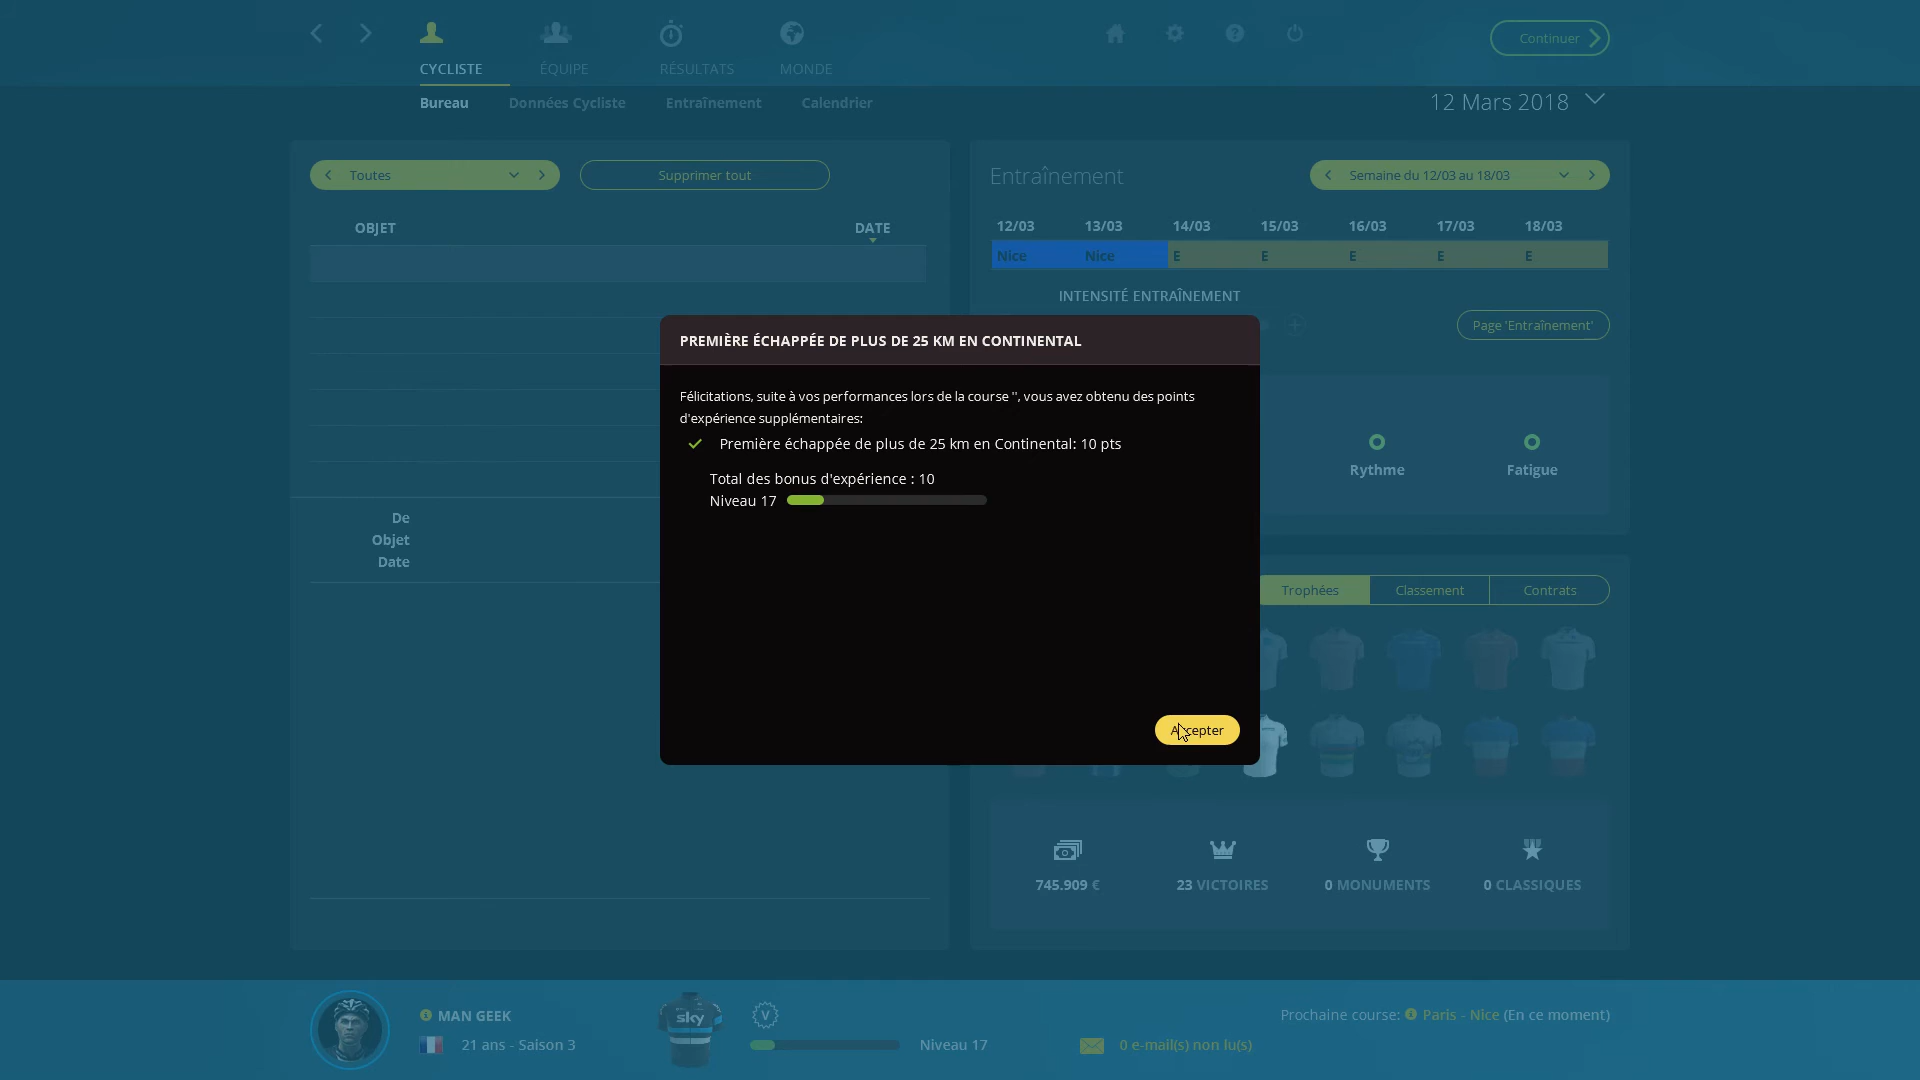 CYCLISTE
ÉQUIPE
RÉSULTATS
MONDE
Continuer
Bureau
Données Cycliste
Entraînement
Calendrier
12 Mars 2018
Toutes
Supprimer tout
OBJET
DATE
Entraînement
Semaine du 12/03 au 18/03
12/03 13/03 14/03 15/03 16/03 17/03 18/03
Nice Nice E E E E E
INTENSITÉ ENTRAÎNEMENT
Page 'Entraînement'
PREMIÈRE ÉCHAPPÉE DE PLUS DE 25 KM EN CONTINENTAL
Félicitations, suite à vos performances lors de la course '', vous avez obtenu des points
d'expérience supplémentaires:
Première échappée de plus de 25 km en Continental: 10 pts
Total des bonus d'expérience : 10
Niveau 17
Accepter
Rythme
Fatigue
De
Objet
Date
Trophées
Classement
Contrats
745.909 €
23 VICTOIRES
0 MONUMENTS
0 CLASSIQUES
MAN GEEK
21 ans - Saison 3
sky
V
Niveau 17
Prochaine course: Paris - Nice (En ce moment)
0 e-mail(s) non lu(s)